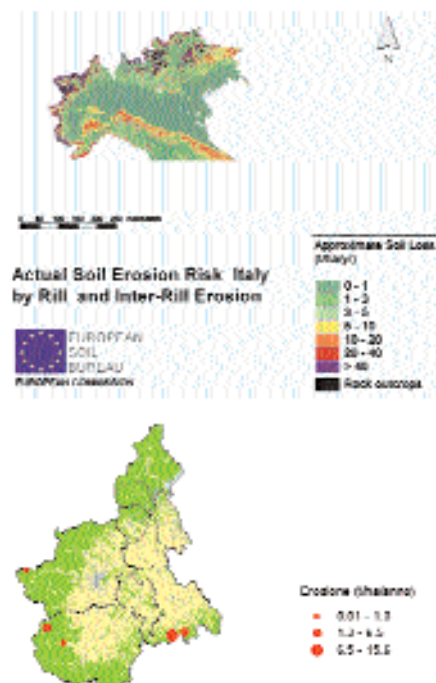 N
Approximate Soil Loss
(t/ha/yr)
0 - 1
1 - 3
3 - 5
5 - 10
10 - 20
20 - 40
> 40
Rock outcrops
Actual Soil Erosion Risk Italy
by Rill and Inter-Rill Erosion
EUROPEAN
SOIL
BUREAU
EUROPEAN COMMISSION
Erosione (t/ha/anno)
0.01 - 1.3
1.3 - 6.5
6.5 - 15.6